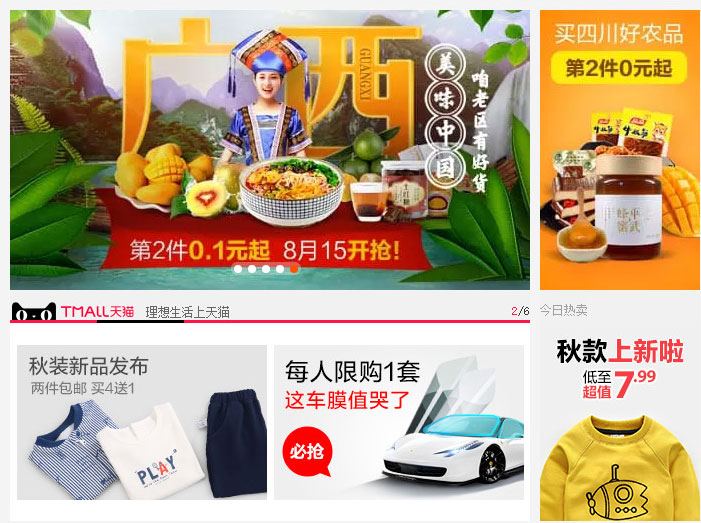 广西
GUANGXI
美味中国
咱老区有好货
第2件0.1元起 8月15开抢!
买四川好农品
第2件0元起
TMALL天猫 理想生活上天猫
2/6
今日热卖
秋装新品发布
两件包邮 买4送1
PLAY
每人限购1套
这车膜值哭了
必抢
秋款上新啦
低至
超值
7.99